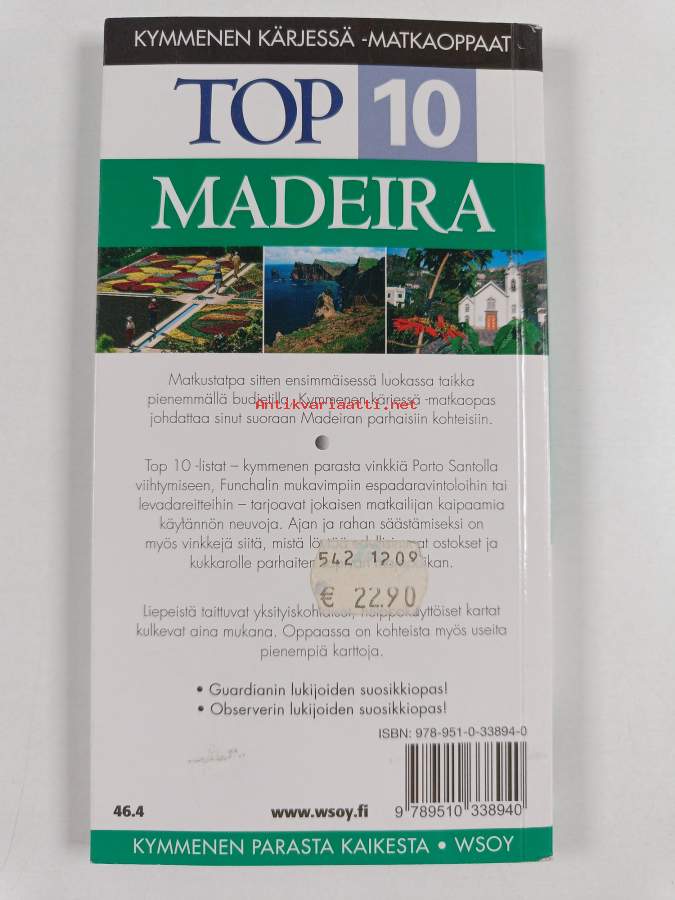 KYMMENEN KÄRJESSÄ -MATKAOPPAAT
TOP 10
MADEIRA
Matkustatpa sitten ensimmäisessä luokassa taikka
pienemmällä budjetilla, Kymmenen kärjessä -matkaopas
Antikvariaatti.net
johdattaa sinut suoraan Madeiran parhaisiin kohteisiin.
Top 10 -listat – kymmenen parasta vinkkiä Porto Santolla
viihtymiseen, Funchalin mukavimpiin espadaravintoloihin tai
levadareitteihin – tarjoavat jokaisen matkailijan kaipaamia
käytännön neuvoja. Ajan ja rahan säästämiseksi on
myös vinkkejä siitä, mistä ostokset ja
kukkarolle
542 1209
€ 22.90
Liepeistä taittuvat
kulkevat aina mukana. Oppaassa on kohteista myös useita
pienempiä karttoja.
• Guardianin lukijoiden suosikkiopas!
• Observerin lukijoiden suosikkiopas!
ISBN: 978-951-0-33894-0
46.4
www.wsoy.fi
9 789510 338940
KYMMENEN PARASTA KAIKESTA • WSOY